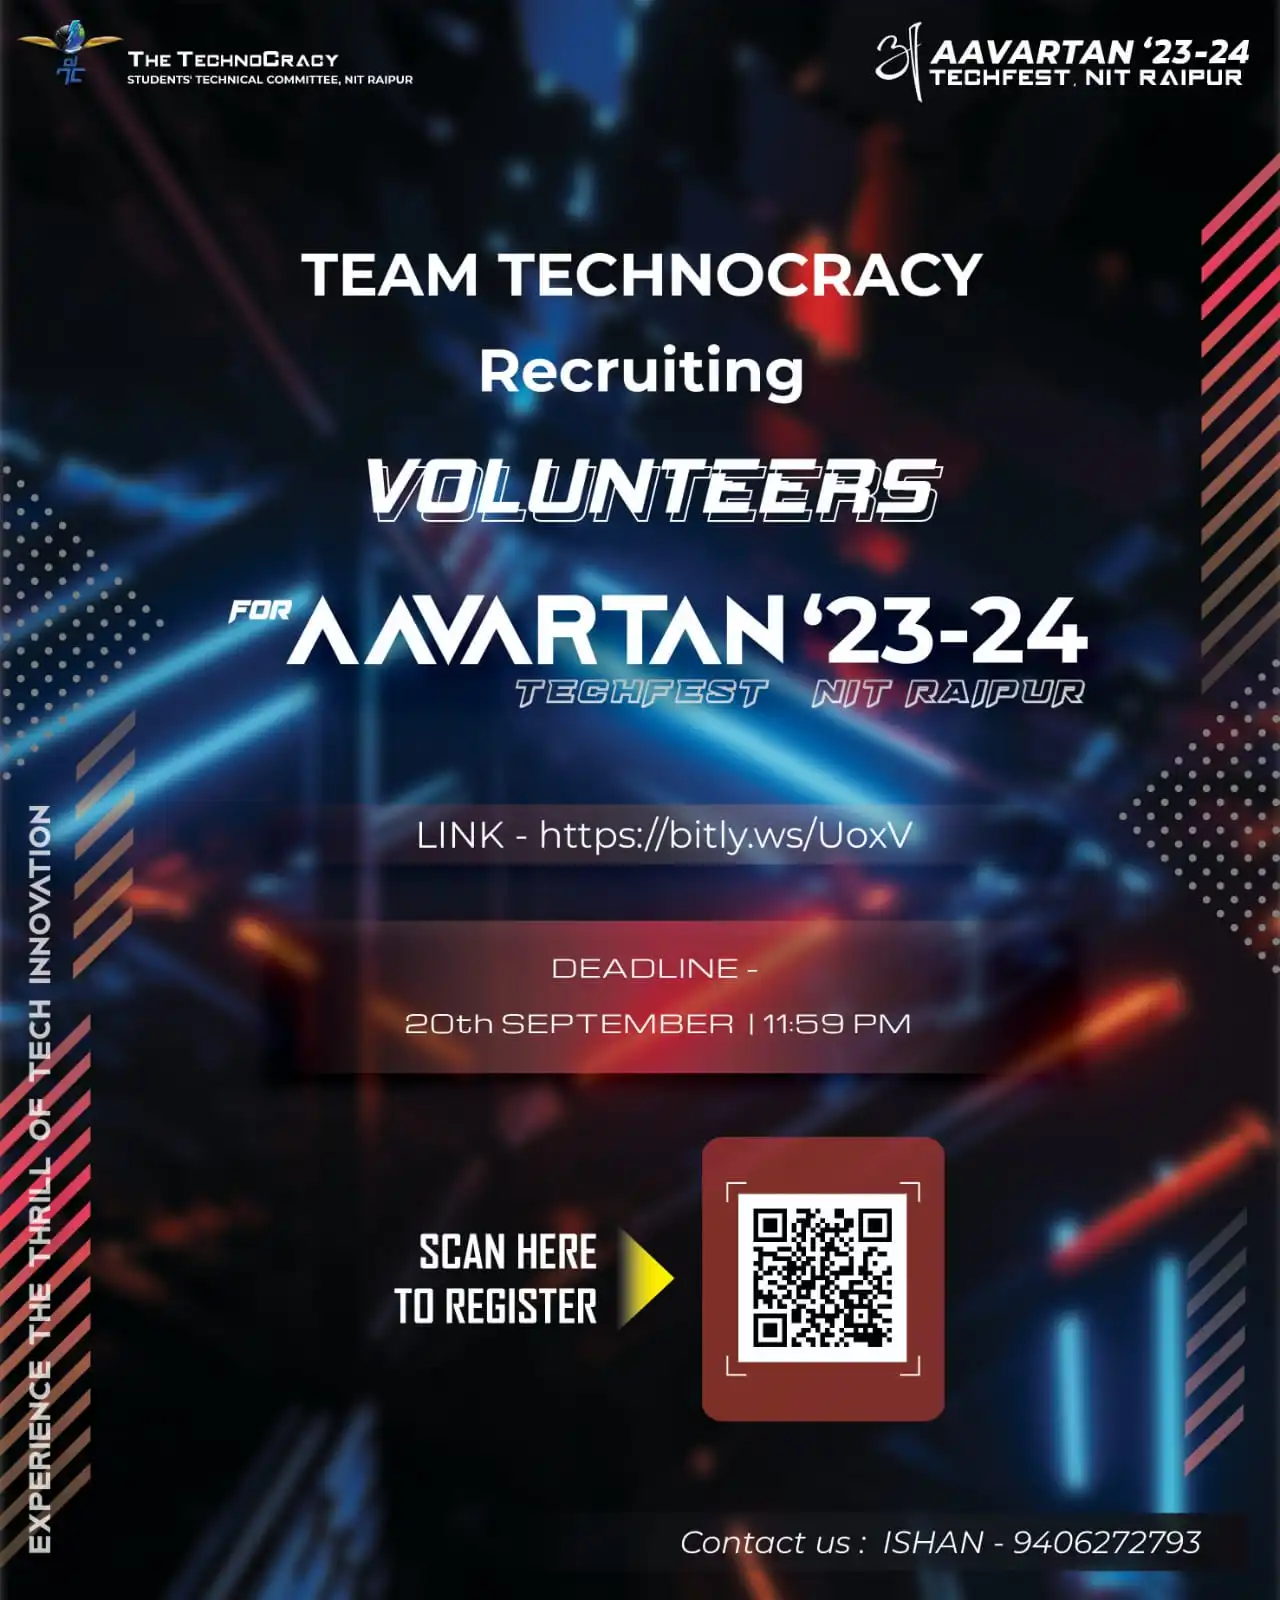 THE TECHNOCRACY
STUDENTS' TECHNICAL COMMITTEE, NIT RAIPUR
AAVARTAN ‘23-24
TECHFEST, NIT RAIPUR
TEAM TECHNOCRACY
Recruiting
VOLUNTEERS
FOR AAVARTAN ‘23-24
TECHFEST NIT RAIPUR
LINK - https://bitly.ws/UoxV
DEADLINE -
20th SEPTEMBER | 11:59 PM
EXPERIENCE THE THRILL OF TECH INNOVATION
SCAN HERE
TO REGISTER
Contact us : ISHAN - 9406272793